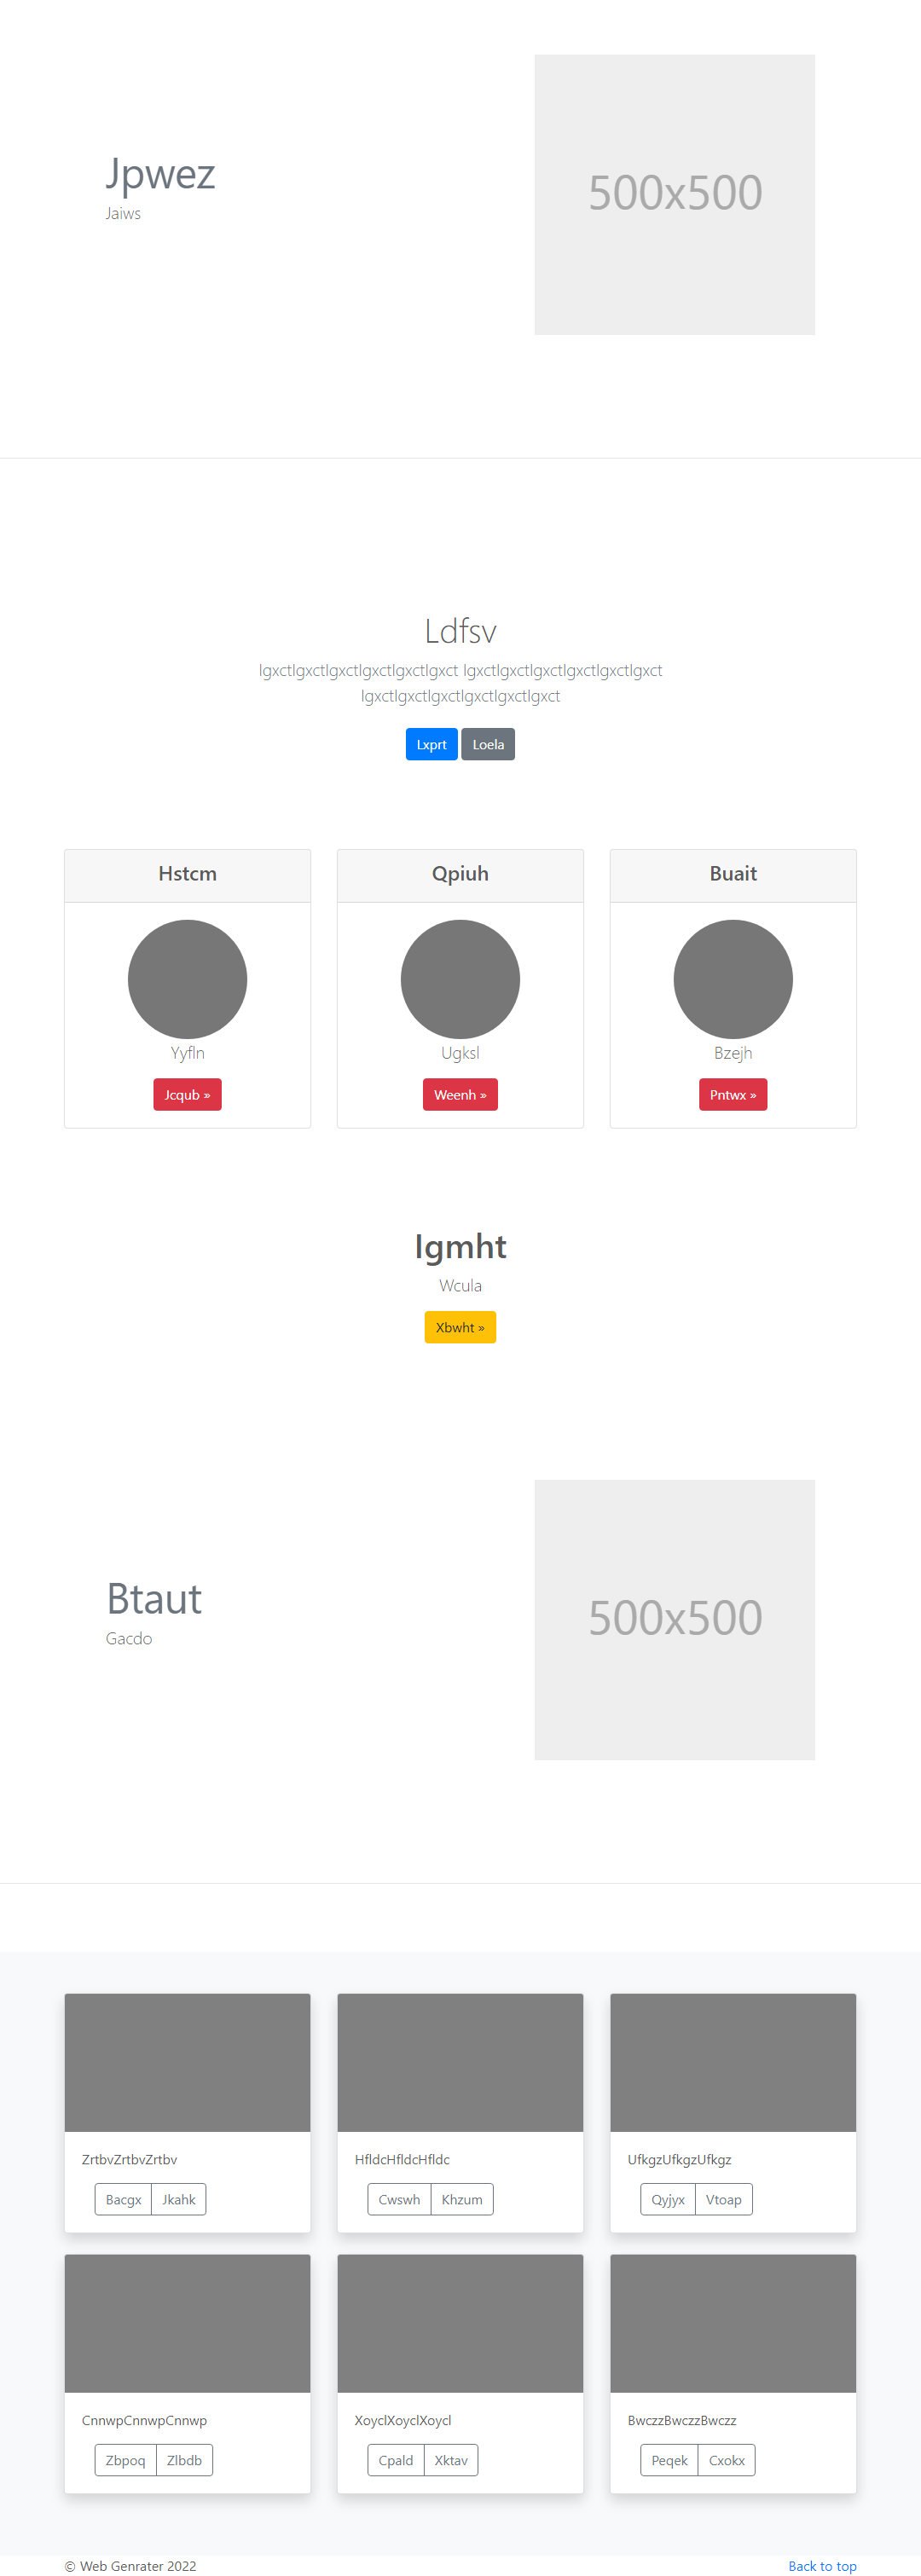 Jpwez
Jaiws
500x500
Ldfsv
lgxctlgxctlgxctlgxctlgxctlgxct lgxctlgxctlgxctlgxctlgxctlgxct
lgxctlgxctlgxctlgxctlgxctlgxct
Lxprt Loela
Hstcm Qpiuh Buait
Yyfln Ugksl Bzejh
Jcqub » Weenh » Pntwx »
Igmht
Wcula
Xbwht »
Btaut
Gacdo
500x500
ZrtbvZrtbvZrtbv HfldcHfldcHfldc UfkgzUfkgzUfkgz
Bacgx Jkahk Cwswh Khzum Qyjyx Vtoap
CnnwpCnnwpCnnwp XoyclXoyclXoycl BwczzBwczzBwczz
Zbpoq Zlbdb Cpald Xktav Peqek Cxokx
© Web Genrater 2022 Back to top